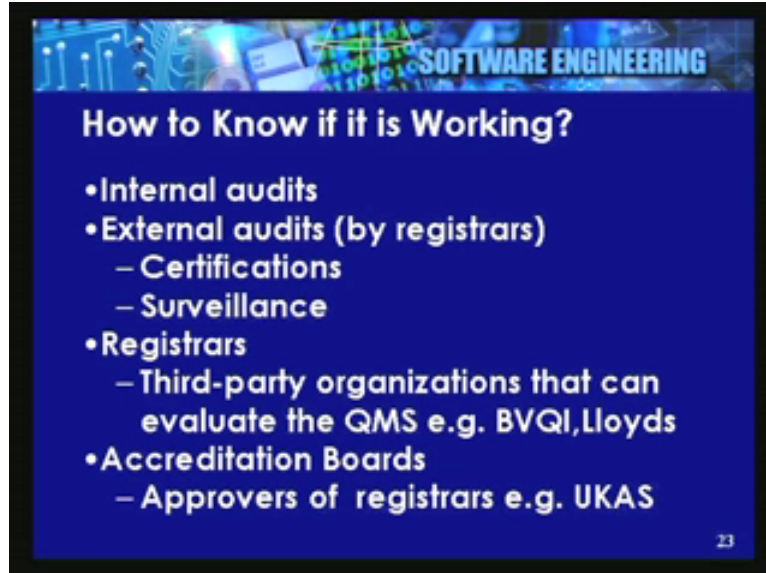 SOFTWARE ENGINEERING
How to Know if it is Working?
•Internal audits
•External audits (by registrars)
– Certifications
– Surveillance
•Registrars
– Third-party organizations that can
evaluate the QMS e.g. BVQI,Lloyds
•Accreditation Boards
– Approvers of registrars e.g. UKAS
23